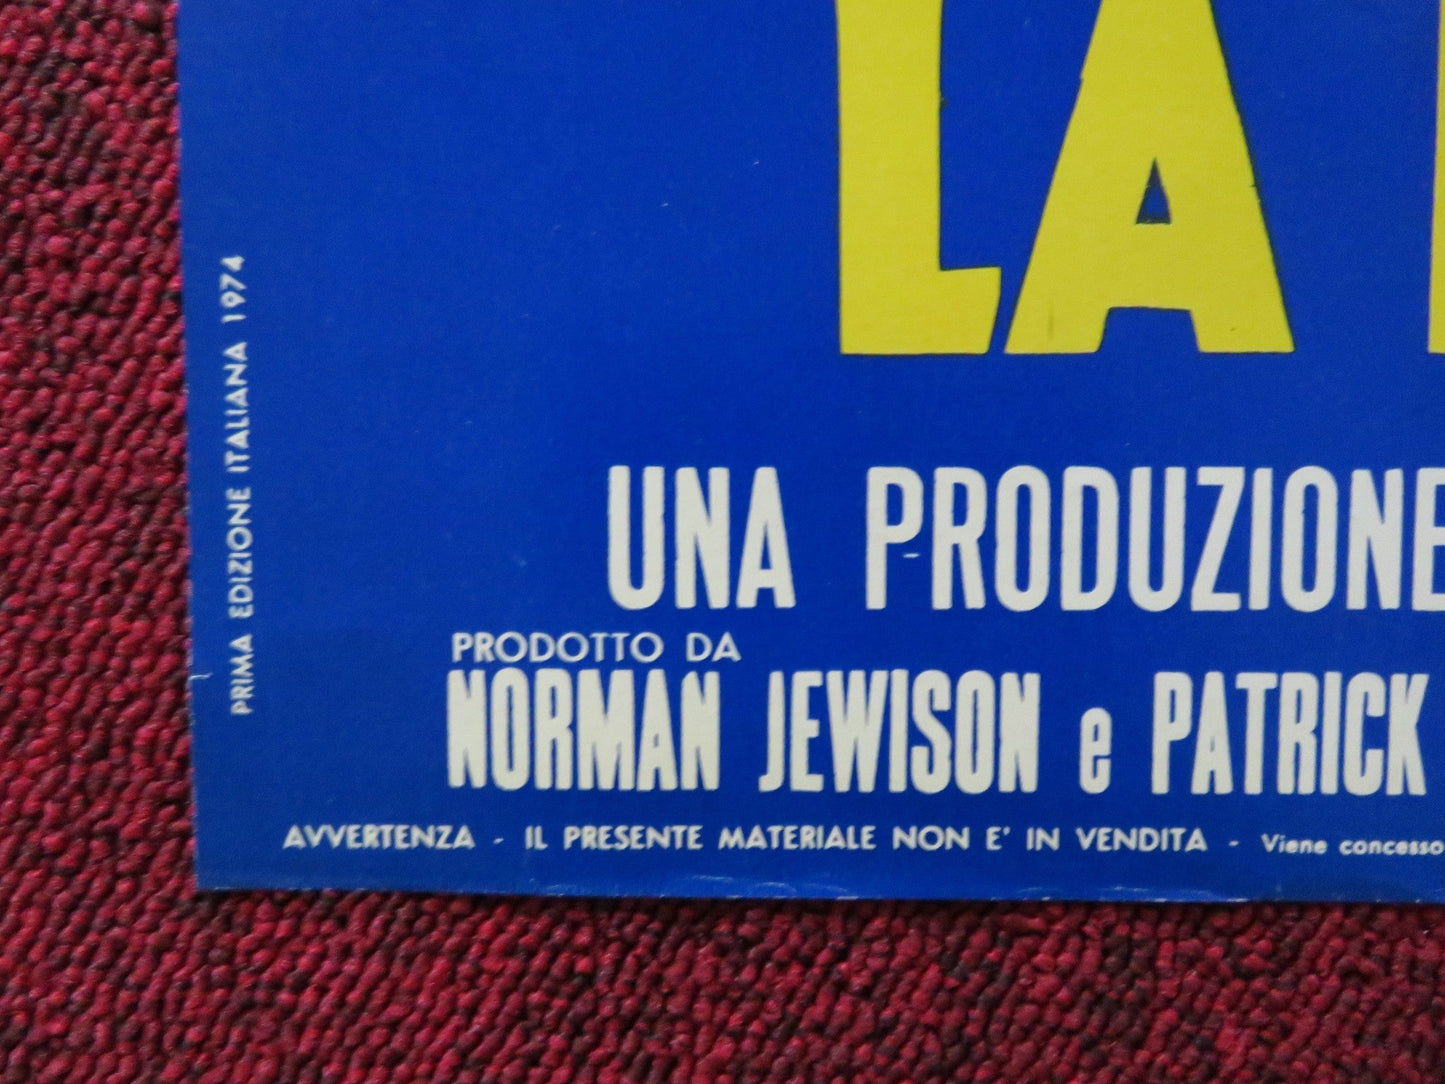 LA
PRIMA EDIZIONE ITALIANA 1974
UNA PRODUZIONE
PRODOTTO DA
NORMAN JEWISON e PATRICK
AVVERTENZA - IL PRESENTE MATERIALE NON E' IN VENDITA - Viene concesso